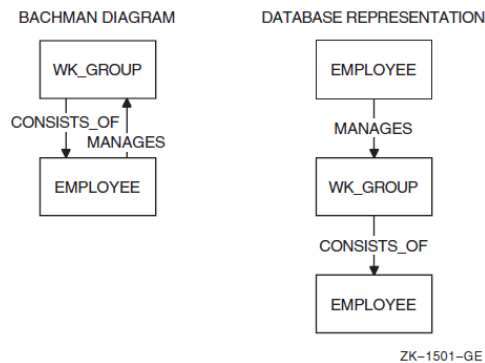 BACHMAN DIAGRAM
WK_GROUP
CONSISTS_OF
MANAGES
EMPLOYEE
DATABASE REPRESENTATION
EMPLOYEE
MANAGES
WK_GROUP
CONSISTS_OF
EMPLOYEE
ZK–1501–GE